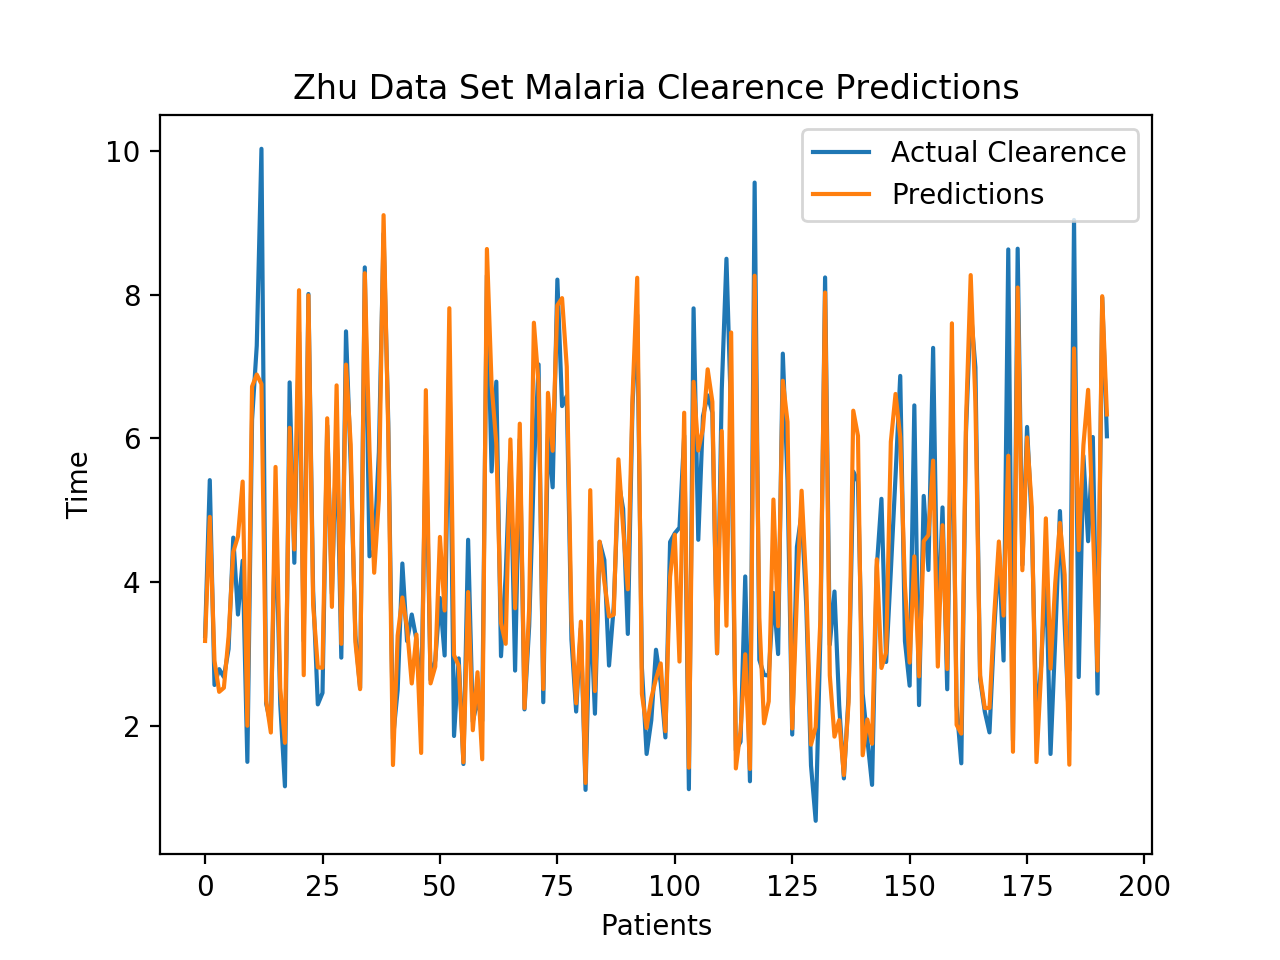 Zhu Data Set Malaria Clearence Predictions
Actual Clearence
Predictions
10
8
6
4
2
Time
0 25 50 75 100 125 150 175 200
Patients